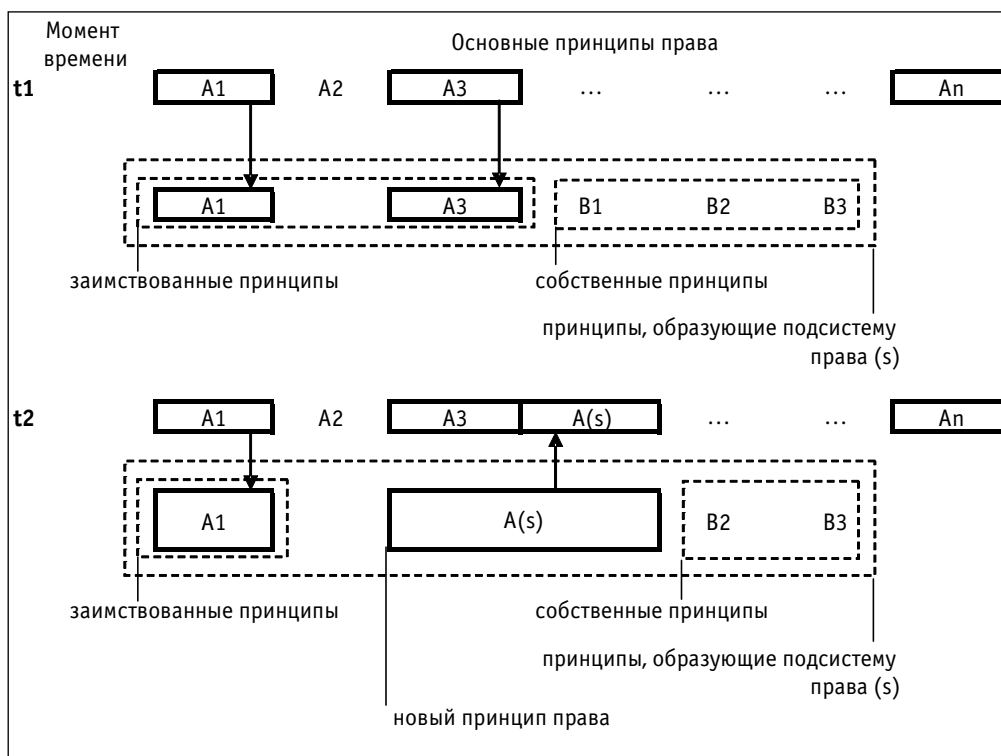 Момент
времени
Основные принципы права
t1 A1 A2 A3 ... ... ... An
A1 A3 B1 B2 B3
заимствованные принципы собственные принципы
принципы, образующие подсистему
права (s)
t2 A1 A2 A3 A(s) ... ... An
A1 A(s) B2 B3
заимствованные принципы собственные принципы
принципы, образующие подсистему
права (s)
новый принцип права